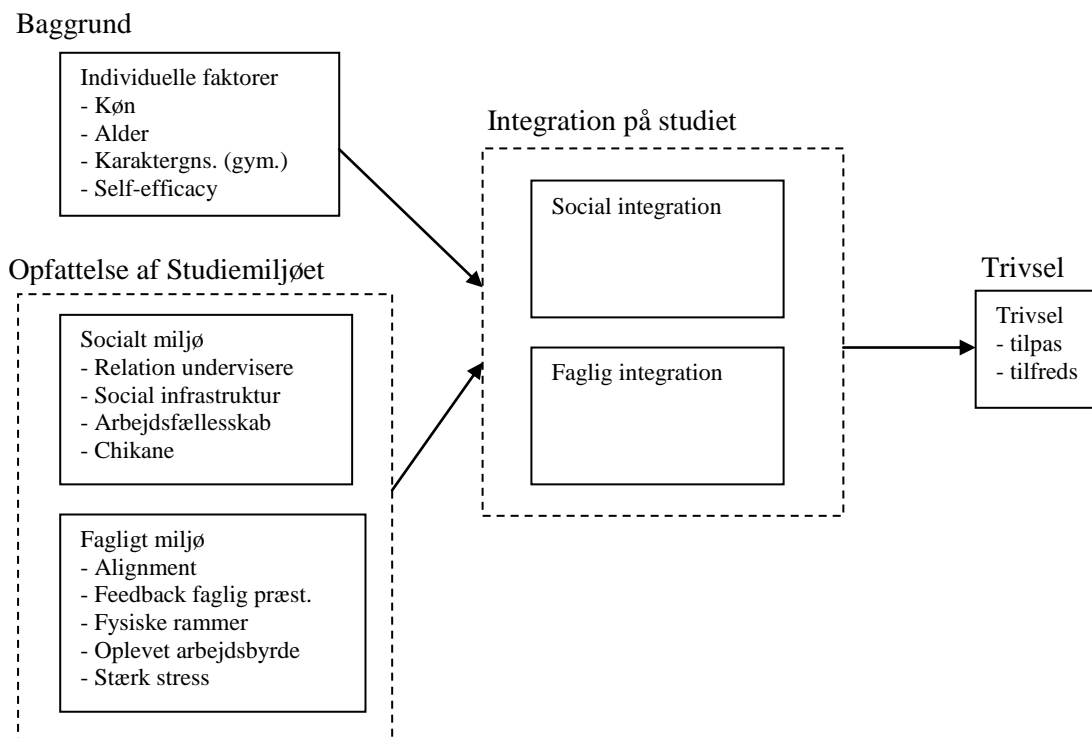 Baggrund
Individuelle faktorer
- Køn
- Alder
- Karaktergns. (gym.)
- Self-efficacy
Opfattelse af Studiemiljøet
Socialt miljø
- Relation undervisere
- Social infrastruktur
- Arbejdsfællesskab
- Chikane
Fagligt miljø
- Alignment
- Feedback faglig præst.
- Fysiske rammer
- Oplevet arbejdsbyrde
- Stærk stress
Integration på studiet
Social integration
Faglig integration
Trivsel
Trivsel
- tilpas
- tilfreds